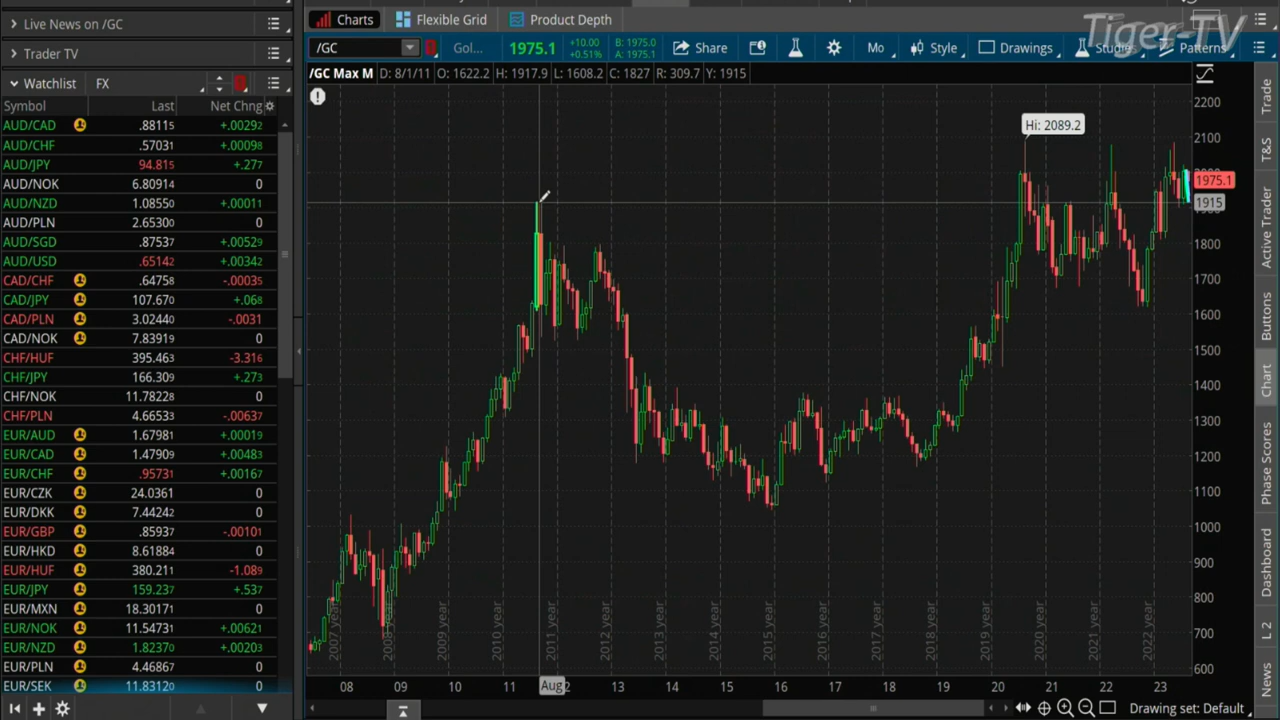 Live News on /GC
Trader TV
Watchlist FX
Symbol Last Net Chng
AUD/CAD .88115 +.00292
AUD/CHF .57031 +.00098
AUD/JPY 94.815 +.277
AUD/NOK 6.80914 0
AUD/NZD 1.08550 +.00011
AUD/PLN 2.65300 0
AUD/SGD .87537 +.00529
AUD/USD .65142 +.00342
CAD/CHF .64758 -.00035
CAD/JPY 107.670 +.068
CAD/PLN 3.02440 -.0031
CAD/NOK 7.83919 0
CHF/HUF 395.463 -3.316
CHF/JPY 166.309 +.273
CHF/NOK 11.78228 0
CHF/PLN 4.66533 -.00637
EUR/AUD 1.67981 +.00019
EUR/CAD 1.47909 +.00483
EUR/CHF .95731 +.00167
EUR/CZK 24.0361 0
EUR/DKK 7.44242 0
EUR/GBP .85937 -.00101
EUR/HKD 8.61884 0
EUR/HUF 380.211 -1.089
EUR/JPY 159.237 +.537
EUR/MXN 18.30171 0
EUR/NOK 11.54731 +.00621
EUR/NZD 1.82370 +.00203
EUR/PLN 4.46867 0
EUR/SEK 11.83120 0
Charts Flexible Grid Product Depth
Tiger-TV
/GC Gol... 1975.1 +10.00 +0.51% B: 1975.0 A: 1975.1 Share Mo Style Drawings Studies Patterns
/GC Max M D: 8/1/11 O: 1622.2 H: 1917.9 L: 1608.2 C: 1827 R: 309.7 Y: 1915
Hi: 2089.2
2200
2100
2000
1975.1
1915
1900
1800
1700
1600
1500
1400
1300
1200
1100
1000
900
800
700
600
2007 year 2008 year 2009 year 2010 year 2011 year 2012 year 2013 year 2014 year 2015 year 2016 year 2017 year 2018 year 2019 year 2020 year 2021 year 2022 year
08 09 10 11 Aug 2 13 14 15 16 17 18 19 20 21 22 23
Drawing set: Default
Trade
T&S
Active Trader
Buttons
Chart
Phase Scores
Dashboard
L 2
News